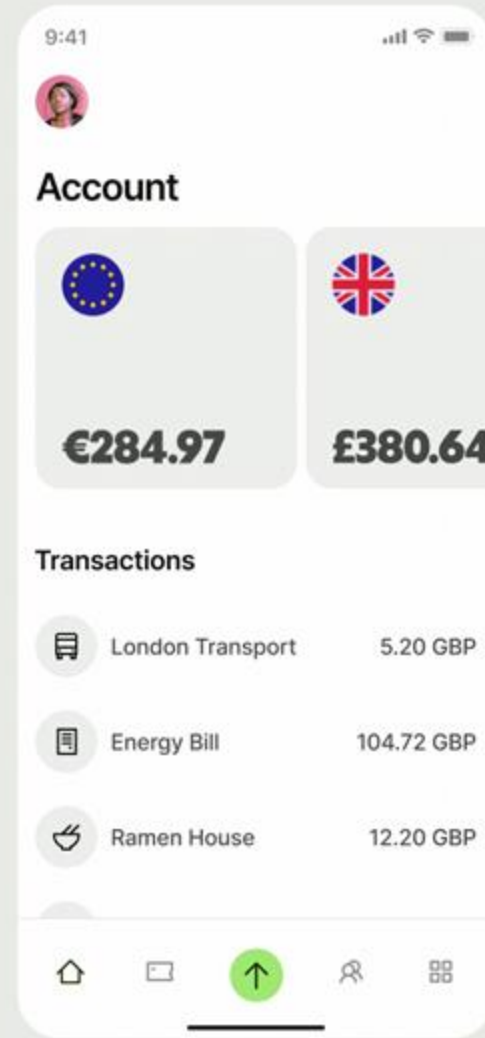 9:41
Account
€284.97
£380.64
Transactions
London Transport 5.20 GBP
Energy Bill 104.72 GBP
Ramen House 12.20 GBP